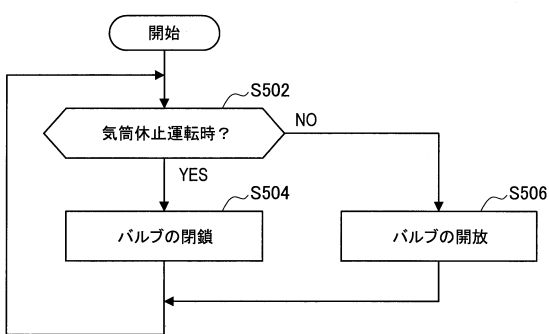 開始
S502
気筒休止運転時？
NO
YES
S504
バルブの閉鎖
S506
バルブの開放